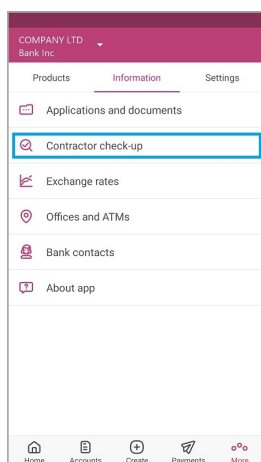 COMPANY LTD
Bank Inc
Products Information Settings
Applications and documents
Contractor check-up
Exchange rates
Offices and ATMs
Bank contacts
About app
Home Accounts Create Payments More